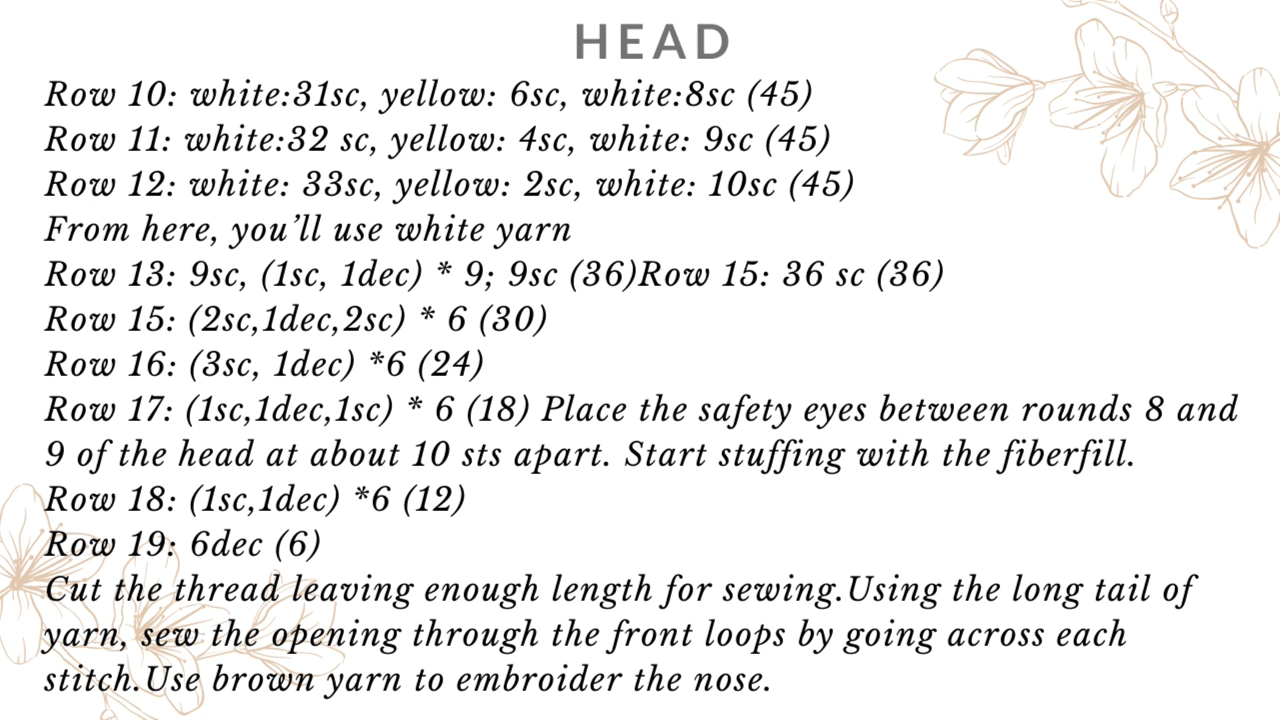 HEAD
Row 10: white:31sc, yellow: 6sc, white:8sc (45)
Row 11: white:32 sc, yellow: 4sc, white: 9sc (45)
Row 12: white: 33sc, yellow: 2sc, white: 10sc (45)
From here, you’ll use white yarn
Row 13: 9sc, (1sc, 1dec) * 9; 9sc (36)Row 15: 36 sc (36)
Row 15: (2sc,1dec,2sc) * 6 (30)
Row 16: (3sc, 1dec) *6 (24)
Row 17: (1sc,1dec,1sc) * 6 (18) Place the safety eyes between rounds 8 and
9 of the head at about 10 sts apart. Start stuffing with the fiberfill.
Row 18: (1sc,1dec) *6 (12)
Row 19: 6dec (6)
Cut the thread leaving enough length for sewing.Using the long tail of
yarn, sew the opening through the front loops by going across each
stitch.Use brown yarn to embroider the nose.